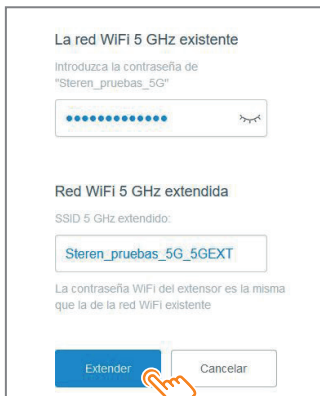 La red WiFi 5 GHz existente
Introduzca la contraseña de
"Steren_pruebas_5G"
Red WiFi 5 GHz extendida
SSID 5 GHz extendido:
Steren_pruebas_5G_5GEXT
La contraseña WiFi del extensor es la misma
que la de la red WiFi existente
Extender Cancelar